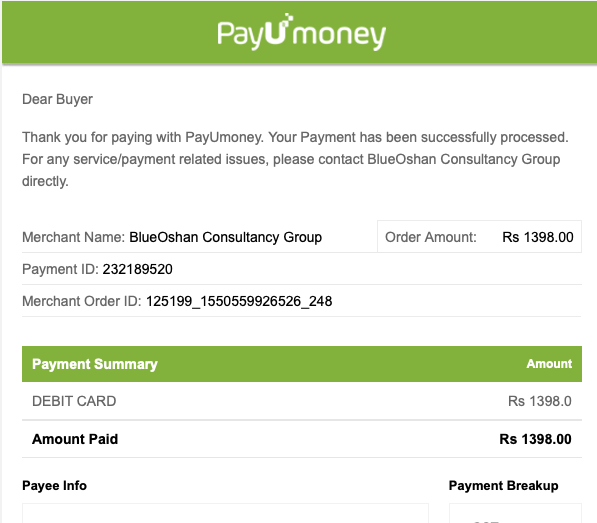 PayUmoney
Dear Buyer
Thank you for paying with PayUmoney. Your Payment has been successfully processed.
For any service/payment related issues, please contact BlueOshan Consultancy Group
directly.
Merchant Name: BlueOshan Consultancy Group
Order Amount: Rs 1398.00
Payment ID: 232189520
Merchant Order ID: 125199_1550559926526_248
Payment Summary Amount
DEBIT CARD Rs 1398.0
Amount Paid Rs 1398.00
Payee Info Payment Breakup